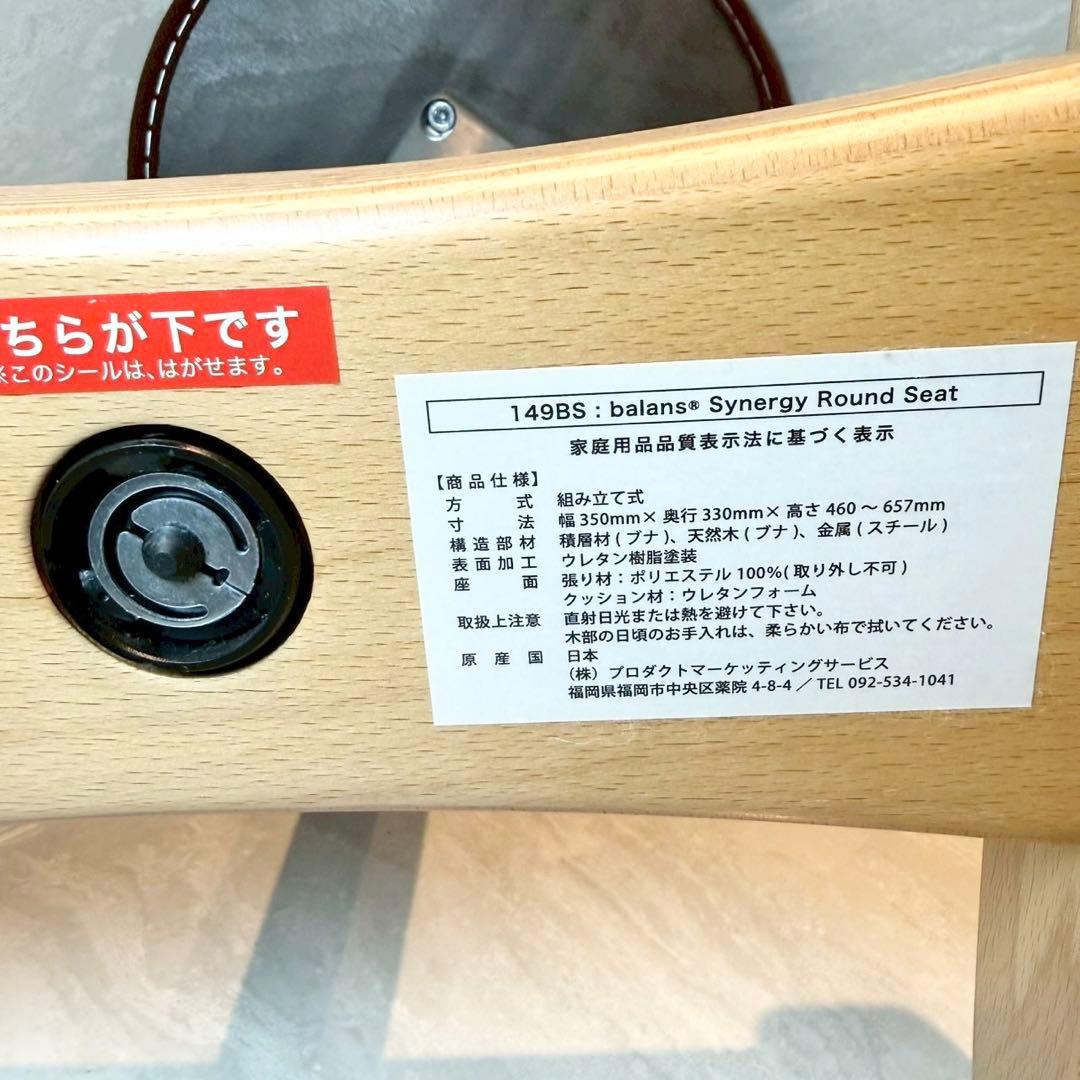 ちらが下です
※このシールは、はがせます。
149BS : balans® Synergy Round Seat
家庭用品品質表示法に基づく表示
【商品仕様】
方 式 組み立て式
寸 法 幅 350mm× 奥行 330mm× 高さ 460 ～ 657mm
構造部材 積層材 ( ブナ )、天然木 ( ブナ )、金属 ( スチール )
表面加工 ウレタン樹脂塗装
座 面 張り材：ポリエステル 100%( 取り外し不可 )
クッション材：ウレタンフォーム
取扱上注意 直射日光または熱を避けて下さい。
木部の日頃のお手入れは、柔らかい布で拭いてください。
原 産 国 日本
（株）プロダクトマーケッティングサービス
福岡県福岡市中央区薬院 4-8-4 ／ TEL 092-534-1041